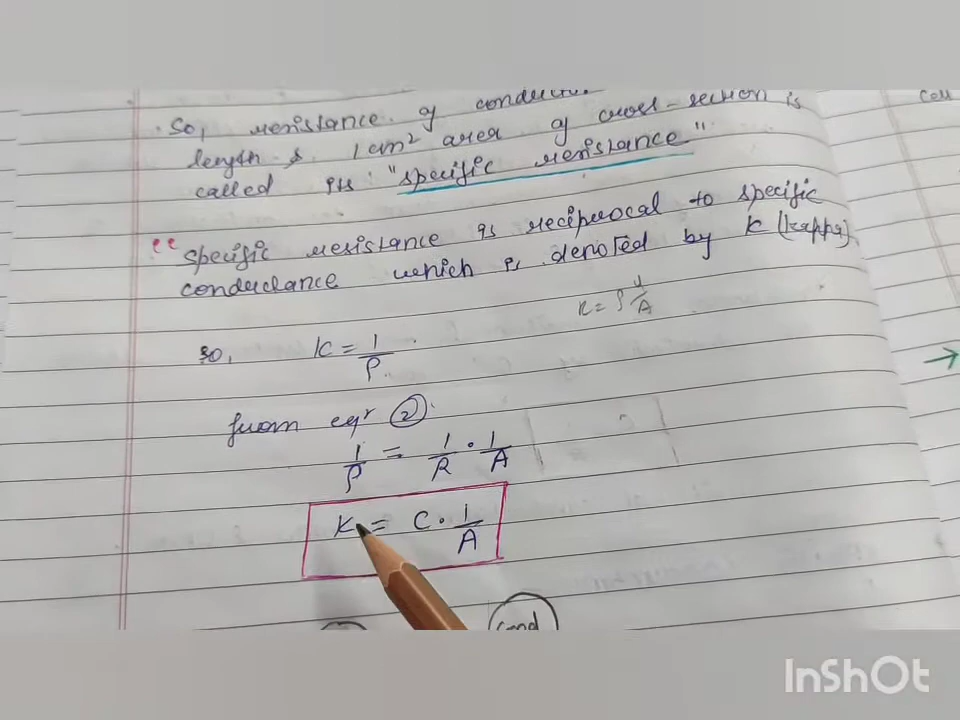 So, resistance of conductor
length & 1 cm² area of cross-section is
called its "specific resistance"
"Specific resistance is reciprocal to specific
conductance which is denoted by K (kappa)
R = ρ l/A
So, K = 1/ρ
from eqⁿ ②
1/ρ = 1/R · l/A
K = C · l/A
cond
Cell
InShOt